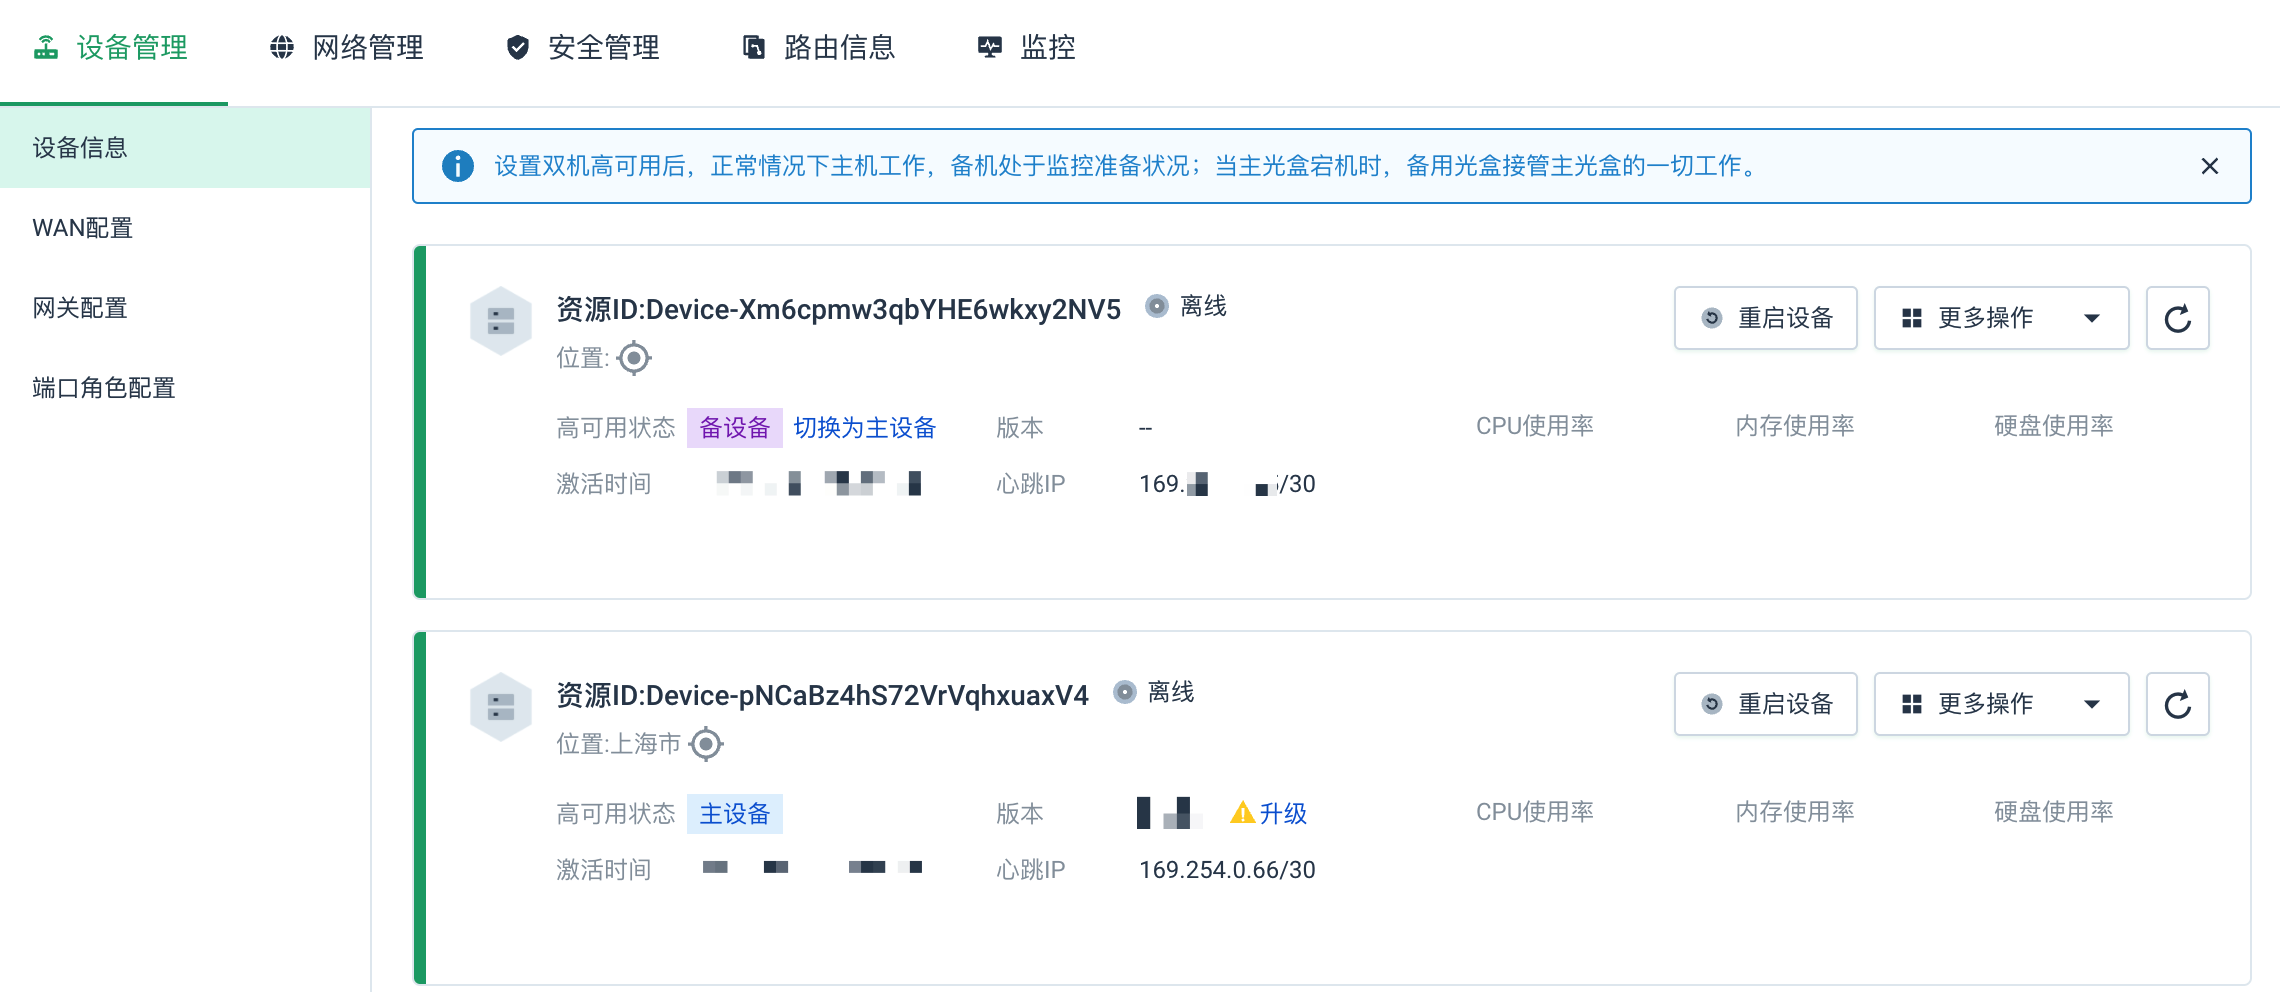 设备管理 网络管理 安全管理 路由信息 监控
设备信息
WAN配置
网关配置
端口角色配置
设置双机高可用后，正常情况下主机工作，备机处于监控准备状况；当主光盒宕机时，备用光盒接管主光盒的一切工作。
资源ID:Device-Xm6cpmw3qbYHE6wkxy2NV5 离线 重启设备 更多操作
位置:
高可用状态 备设备 切换为主设备 版本 -- CPU使用率 内存使用率 硬盘使用率
激活时间 心跳IP 169. /30
资源ID:Device-pNCaBz4hS72VrVqhxuaxV4 离线 重启设备 更多操作
位置:上海市
高可用状态 主设备 版本 升级 CPU使用率 内存使用率 硬盘使用率
激活时间 心跳IP 169.254.0.66/30